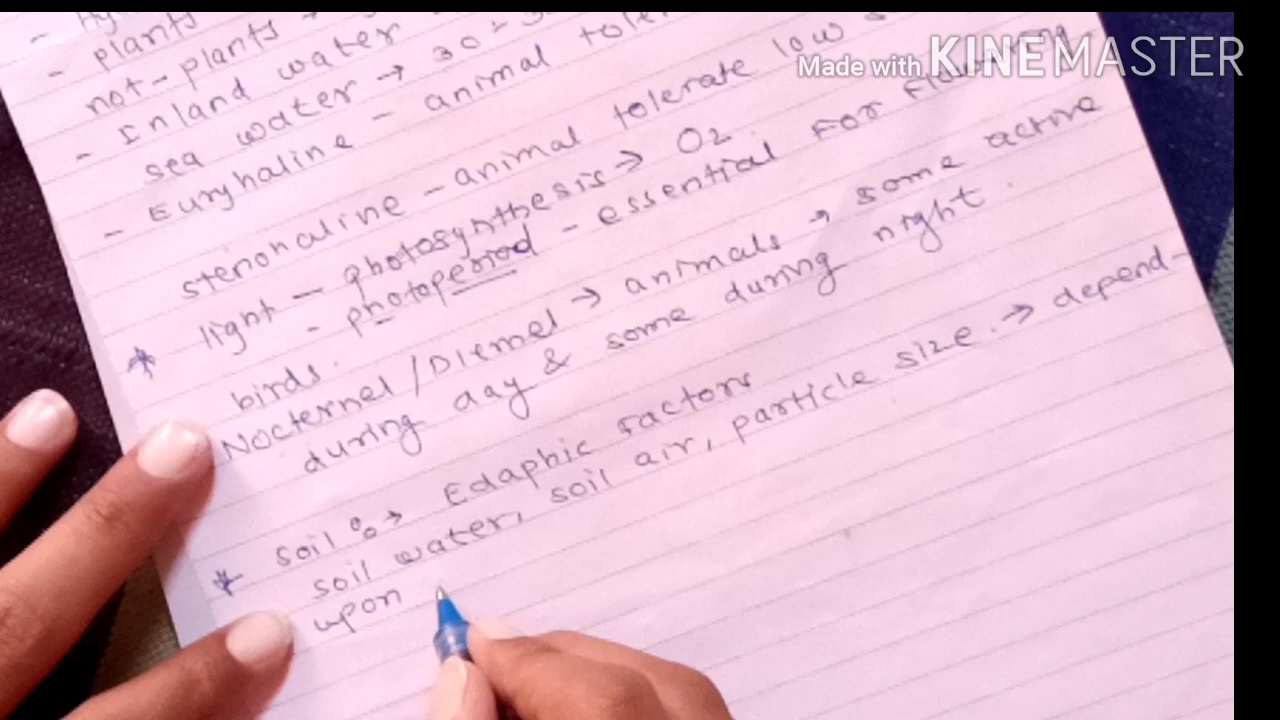 - plants
not-plants →
- Inland water
sea water → 30-
- Euryhaline - animal
stenohaline - animal tolerate low
* light - photosynthesis → O2
- photoperiod - essential for
birds.
Nocternel / Diernel → animals → some active
during day & some during night.
* soil %→ Edaphic factors
soil water, soil air, particle size. → depend-
upon
Made with KINEMASTER